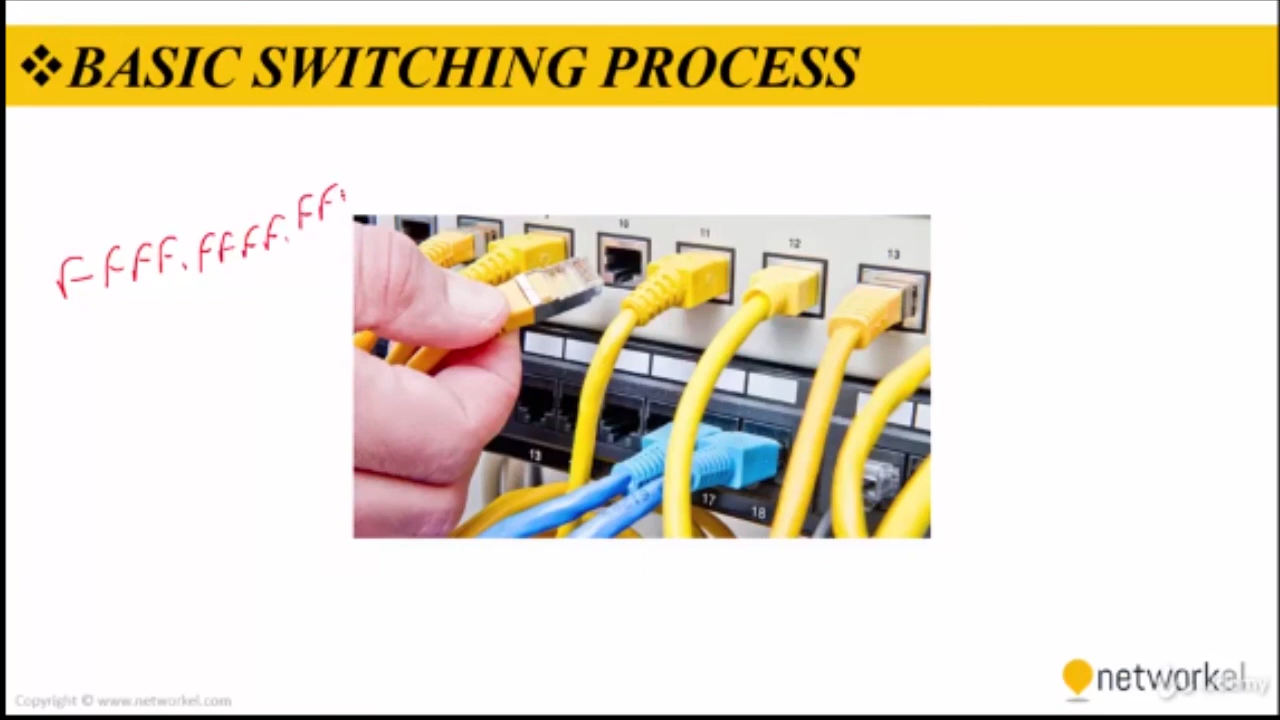 ❖BASIC SWITCHING PROCESS
FFFF.FFFF.FF
10
11
12
13
13
17
18
networkel
Copyright © www.networkel.com